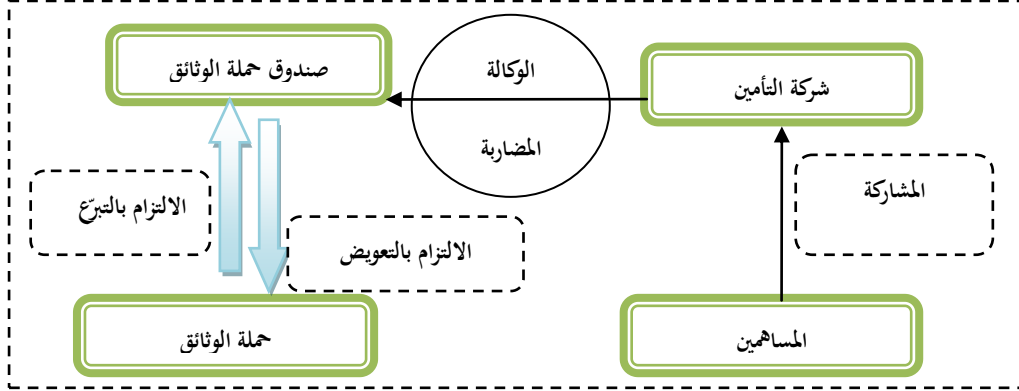 شركة التأمين
الوكالة
صندوق حملة الوثائق
المضاربة
المشاركة
الالتزام بالتبرّع
الالتزام بالتعويض
المساهمين
حملة الوثائق